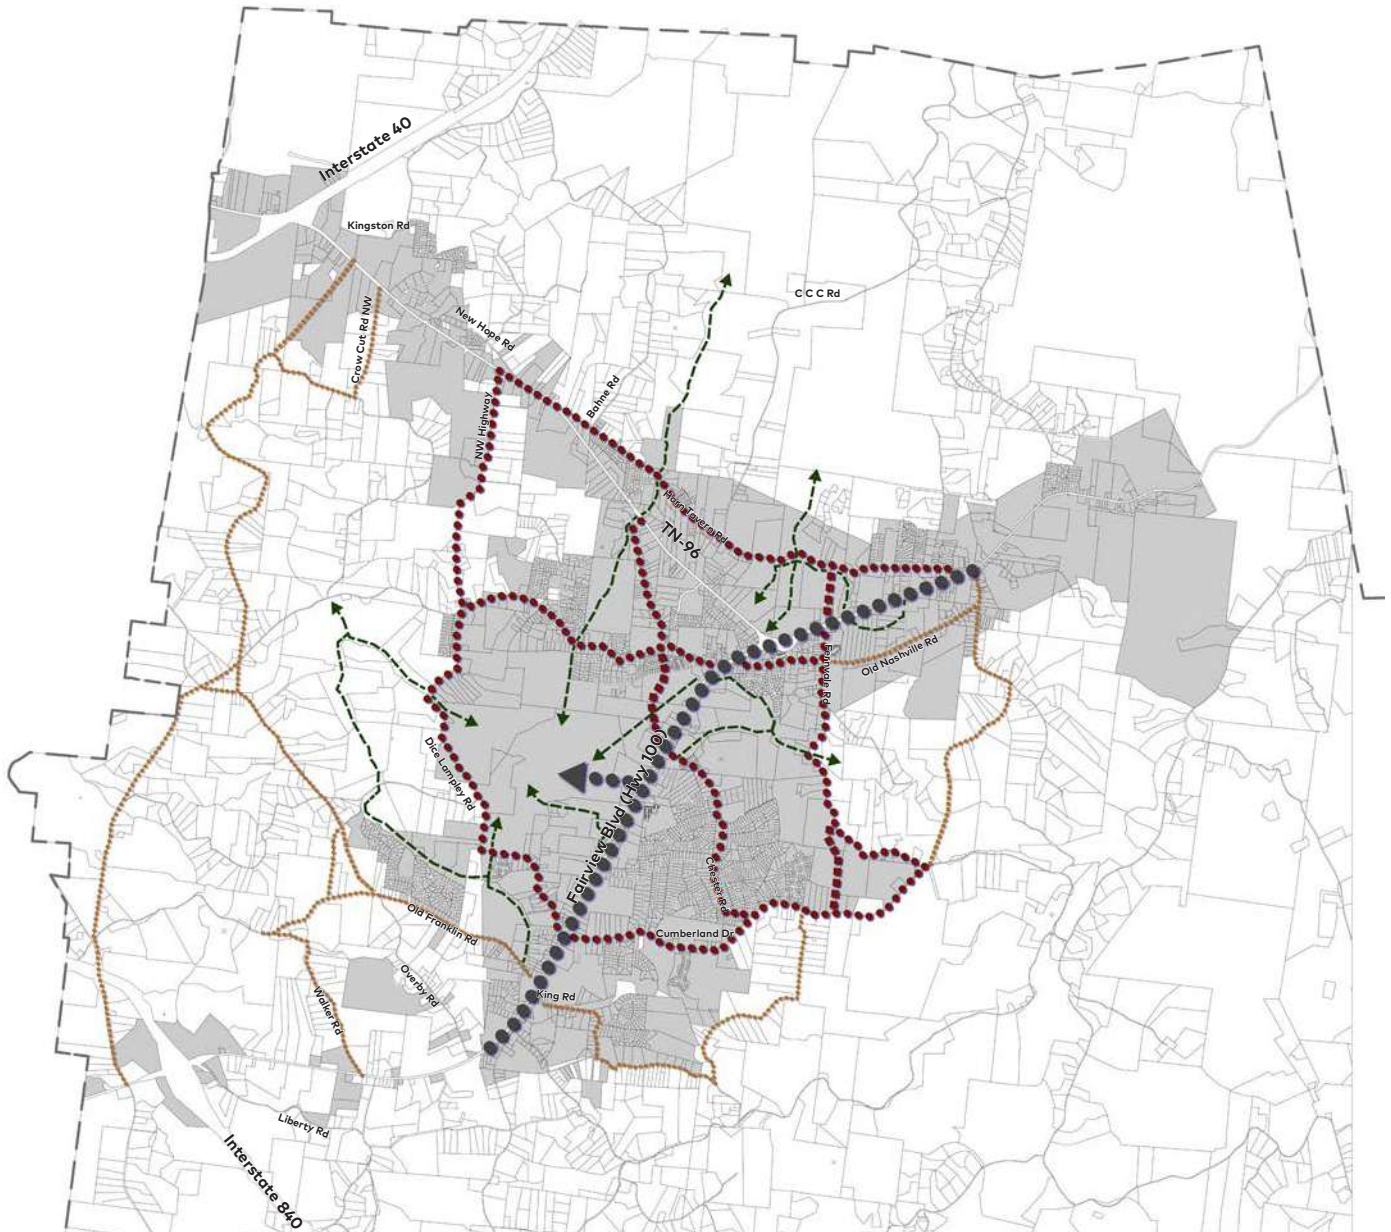 Interstate 40
Kingston Rd
C C C Rd
Crow Cut Rd NW
New Hope Rd
Bahne Rd
NW Highway
Horn Tavern Rd
TN-96
Old Nashville Rd
Fernvale Rd
Dice Lampley Rd
Fairview Blvd (Hwy 100)
Chester Rd
Old Franklin Rd
Cumberland Dr
Overby Rd
King Rd
Walker Rd
Liberty Rd
Interstate 840